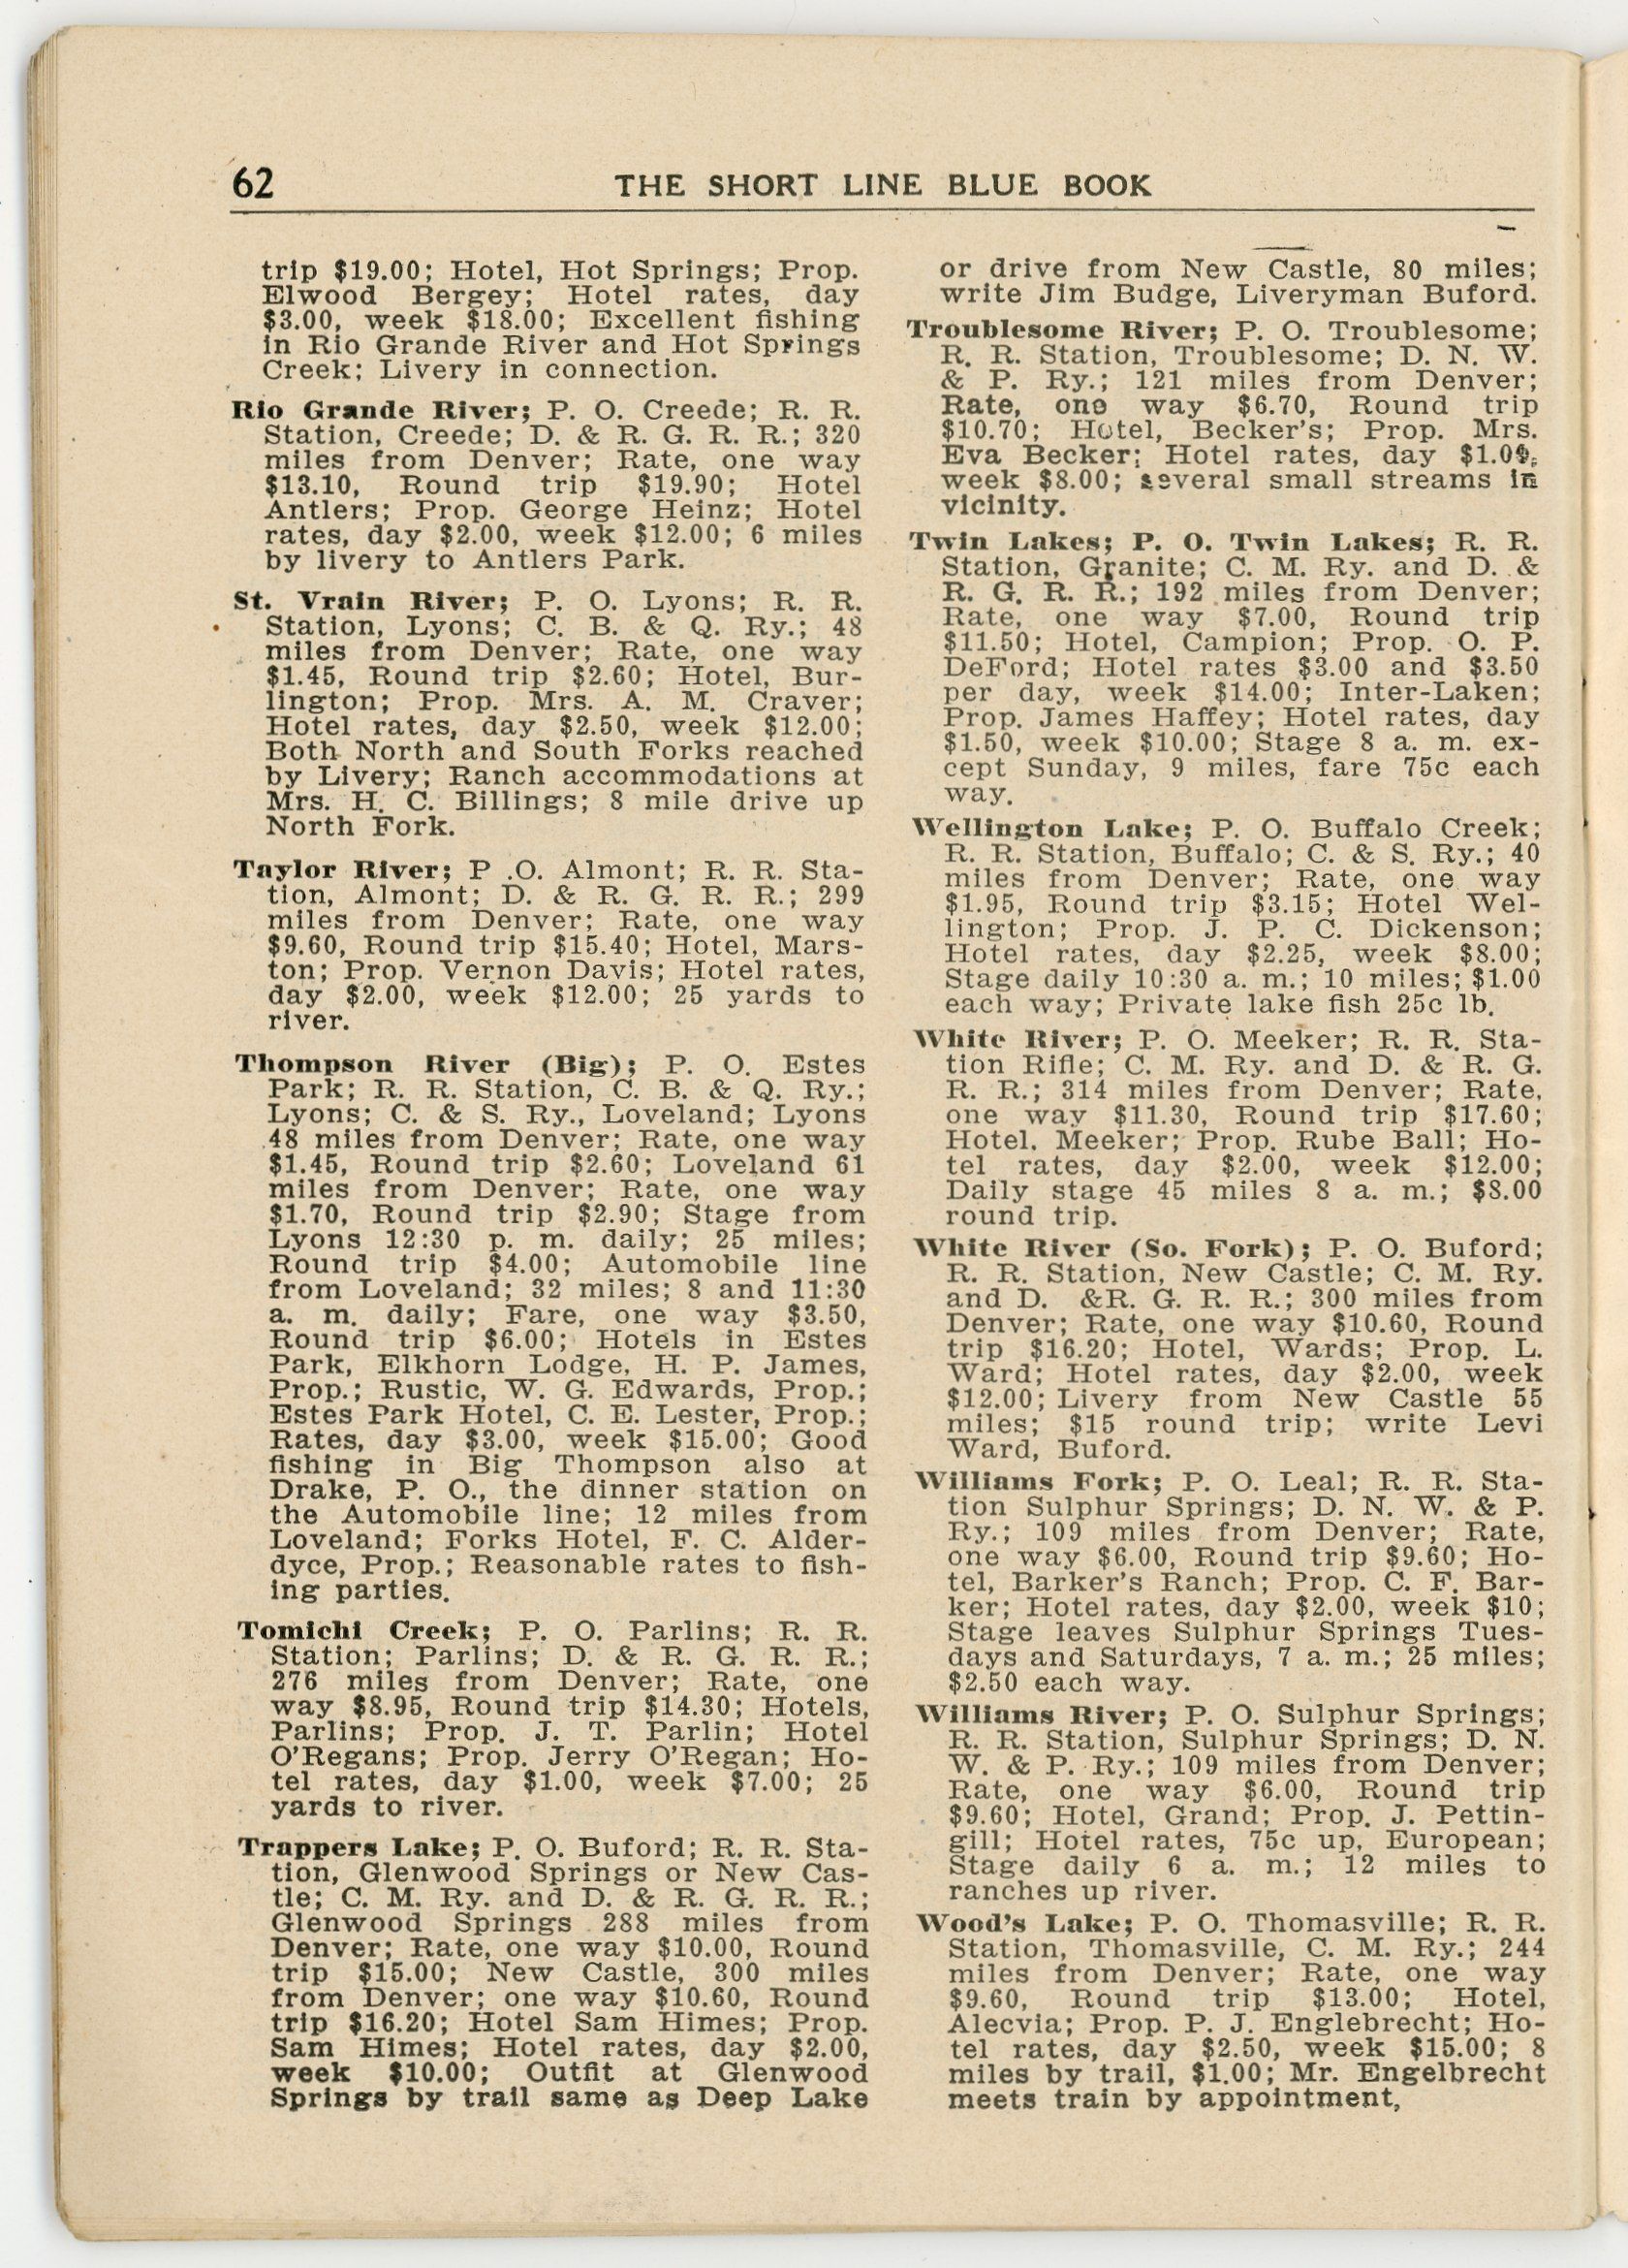 62
THE SHORT LINE BLUE BOOK
trip $19.00; Hotel, Hot Springs; Prop.
Elwood Bergey; Hotel rates, day
$3.00, week $18.00; Excellent fishing
in Rio Grande River and Hot Springs
Creek; Livery in connection.
Rio Grande River; P. O. Creede; R. R.
Station, Creede; D. & R. G. R. R.; 320
miles from Denver; Rate, one way
$13.10, Round trip $19.90; Hotel
Antlers; Prop. George Heinz; Hotel
rates, day $2.00, week $12.00; 6 miles
by livery to Antlers Park.
St. Vrain River; P. O. Lyons; R. R.
Station, Lyons; C. B. & Q. Ry.; 48
miles from Denver; Rate, one way
$1.45, Round trip $2.60; Hotel, Bur-
lington; Prop. Mrs. A. M. Craver;
Hotel rates, day $2.50, week $12.00;
Both North and South Forks reached
by Livery; Ranch accommodations at
Mrs. H. C. Billings; 8 mile drive up
North Fork.
Taylor River; P .O. Almont; R. R. Sta-
tion, Almont; D. & R. G. R. R.; 299
miles from Denver; Rate, one way
$9.60, Round trip $15.40; Hotel, Mars-
ton; Prop. Vernon Davis; Hotel rates,
day $2.00, week $12.00; 25 yards to
river.
Thompson River (Big); P. O. Estes
Park; R. R. Station, C. B. & Q. Ry.;
Lyons; C. & S. Ry., Loveland; Lyons
48 miles from Denver; Rate, one way
$1.45, Round trip $2.60; Loveland 61
miles from Denver; Rate, one way
$1.70, Round trip $2.90; Stage from
Lyons 12:30 p. m. daily; 25 miles;
Round trip $4.00; Automobile line
from Loveland; 32 miles; 8 and 11:30
a. m. daily; Fare, one way $3.50,
Round trip $6.00; Hotels in Estes
Park, Elkhorn Lodge, H. P. James,
Prop.; Rustic, W. G. Edwards, Prop.;
Estes Park Hotel, C. E. Lester, Prop.;
Rates, day $3.00, week $15.00; Good
fishing in Big Thompson also at
Drake, P. O., the dinner station on
the Automobile line; 12 miles from
Loveland; Forks Hotel, F. C. Alder-
dyce, Prop.; Reasonable rates to fish-
ing parties.
Tomichi Creek; P. O. Parlins; R. R.
Station; Parlins; D. & R. G. R. R.;
276 miles from Denver; Rate, one
way $8.95, Round trip $14.30; Hotels,
Parlins; Prop. J. T. Parlin; Hotel
O'Regans; Prop. Jerry O'Regan; Ho-
tel rates, day $1.00, week $7.00; 25
yards to river.
Trappers Lake; P. O. Buford; R. R. Sta-
tion, Glenwood Springs or New Cas-
tle; C. M. Ry. and D. & R. G. R. R.;
Glenwood Springs 288 miles from
Denver; Rate, one way $10.00, Round
trip $15.00; New Castle, 300 miles
from Denver; one way $10.60, Round
trip $16.20; Hotel Sam Himes; Prop.
Sam Himes; Hotel rates, day $2.00,
week $10.00; Outfit at Glenwood
Springs by trail same as Deep Lake
or drive from New Castle, 80 miles;
write Jim Budge, Liveryman Buford.
Troublesome River; P. O. Troublesome;
R. R. Station, Troublesome; D. N. W.
& P. Ry.; 121 miles from Denver;
Rate, one way $6.70, Round trip
$10.70; Hotel, Becker's; Prop. Mrs.
Eva Becker; Hotel rates, day $1.00,
week $8.00; several small streams in
vicinity.
Twin Lakes; P. O. Twin Lakes; R. R.
Station, Granite; C. M. Ry. and D. &
R. G. R. R.; 192 miles from Denver;
Rate, one way $7.00, Round trip
$11.50; Hotel, Campion; Prop. O. P.
DeFord; Hotel rates $3.00 and $3.50
per day, week $14.00; Inter-Laken;
Prop. James Haffey; Hotel rates, day
$1.50, week $10.00; Stage 8 a. m. ex-
cept Sunday, 9 miles, fare 75c each
way.
Wellington Lake; P. O. Buffalo Creek;
R. R. Station, Buffalo; C. & S. Ry.; 40
miles from Denver; Rate, one way
$1.95, Round trip $3.15; Hotel Wel-
lington; Prop. J. P. C. Dickenson;
Hotel rates, day $2.25, week $8.00;
Stage daily 10:30 a. m.; 10 miles; $1.00
each way; Private lake fish 25c lb.
White River; P. O. Meeker; R. R. Sta-
tion Rifle; C. M. Ry. and D. & R. G.
R. R.; 314 miles from Denver; Rate,
one way $11.30, Round trip $17.60;
Hotel. Meeker; Prop. Rube Ball; Ho-
tel rates, day $2.00, week $12.00;
Daily stage 45 miles 8 a. m.; $8.00
round trip.
White River (So. Fork); P. O. Buford;
R. R. Station, New Castle; C. M. Ry.
and D. &R. G. R. R.; 300 miles from
Denver; Rate, one way $10.60, Round
trip $16.20; Hotel, Wards; Prop. L.
Ward; Hotel rates, day $2.00, week
$12.00; Livery from New Castle 55
miles; $15 round trip; write Levi
Ward, Buford.
Williams Fork; P. O. Leal; R. R. Sta-
tion Sulphur Springs; D. N. W. & P.
Ry.; 109 miles from Denver; Rate,
one way $6.00, Round trip $9.60; Ho-
tel, Barker's Ranch; Prop. C. F. Bar-
ker; Hotel rates, day $2.00, week $10;
Stage leaves Sulphur Springs Tues-
days and Saturdays, 7 a. m.; 25 miles;
$2.50 each way.
Williams River; P. O. Sulphur Springs;
R. R. Station, Sulphur Springs; D. N.
W. & P. Ry.; 109 miles from Denver;
Rate, one way $6.00, Round trip
$9.60; Hotel, Grand; Prop. J. Pettin-
gill; Hotel rates, 75c up, European;
Stage daily 6 a. m.; 12 miles to
ranches up river.
Wood's Lake; P. O. Thomasville; R. R.
Station, Thomasville, C. M. Ry.; 244
miles from Denver; Rate, one way
$9.60, Round trip $13.00; Hotel,
Alecvia; Prop. P. J. Englebrecht; Ho-
tel rates, day $2.50, week $15.00; 8
miles by trail, $1.00; Mr. Engelbrecht
meets train by appointment,